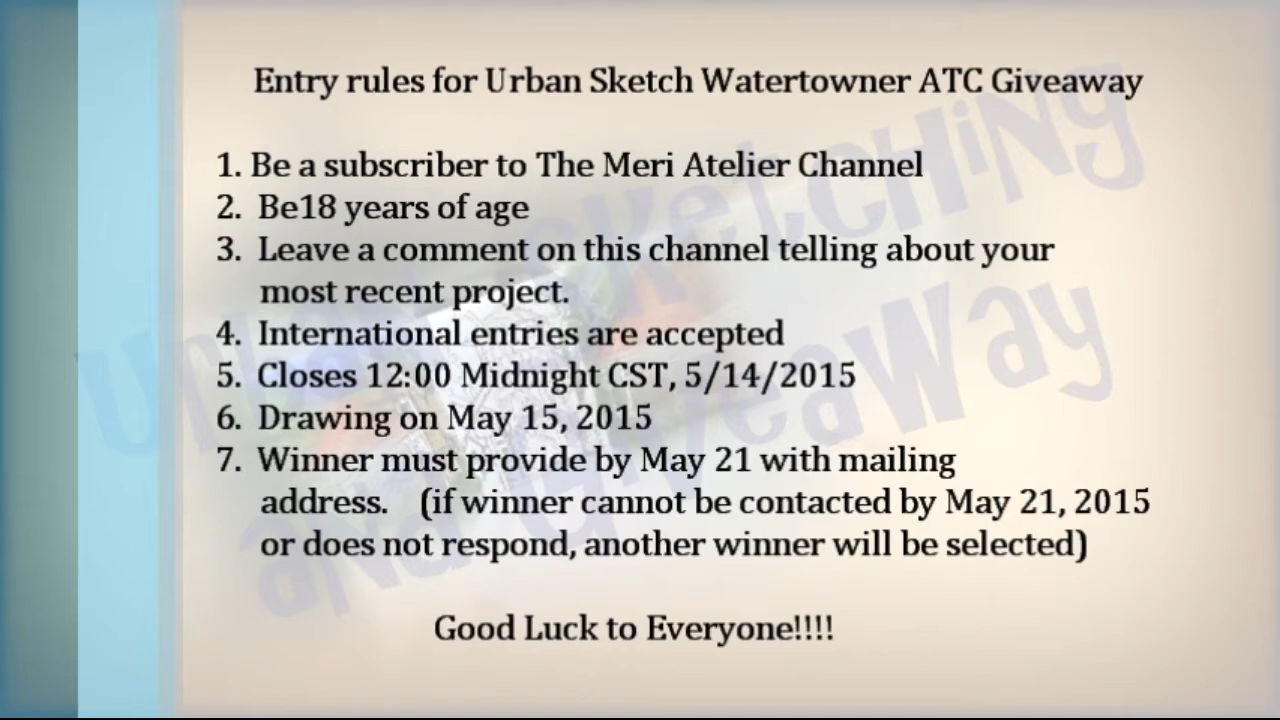 Entry rules for Urban Sketch Watertowner ATC Giveaway
1. Be a subscriber to The Meri Atelier Channel
2. Be18 years of age
3. Leave a comment on this channel telling about your
most recent project.
4. International entries are accepted
5. Closes 12:00 Midnight CST, 5/14/2015
6. Drawing on May 15, 2015
7. Winner must provide by May 21 with mailing
address. (if winner cannot be contacted by May 21, 2015
or does not respond, another winner will be selected)
Good Luck to Everyone!!!!
Urban Sketching
and Giveaway